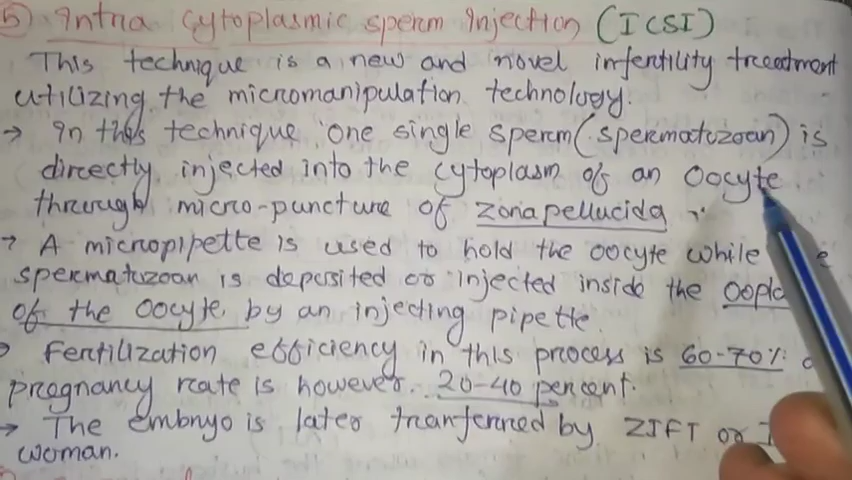 5) Intra cytoplasmic sperm Injection (ICSI)
This technique is a new and novel infertility treatment
utilizing the micromanipulation technology.
→ In this technique one single sperm (spermatozoan) is
directly injected into the cytoplasm of an Oocyte
through micro-puncture of zona pellucida.
→ A micropipette is used to hold the oocyte while
spermatozoan is deposited or injected inside the
of the oocyte by an injecting pipette.
→ Fertilization efficiency in this process is 60-70%
pregnancy rate is however 20-40 percent.
→ The embryo is later tranferred by ZIFT or
woman.